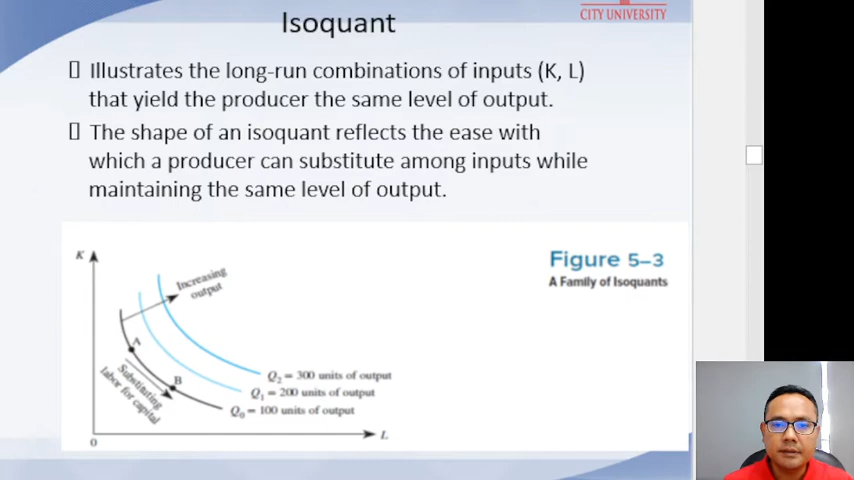 Isoquant
CITY UNIVERSITY
Illustrates the long-run combinations of inputs (K, L)
that yield the producer the same level of output.
The shape of an isoquant reflects the ease with
which a producer can substitute among inputs while
maintaining the same level of output.
Figure 5–3
A Family of Isoquants
K
Increasing
output
A
B
Substituting
labor for capital
Q₂ = 300 units of output
Q₁ = 200 units of output
Q₀ = 100 units of output
0
L